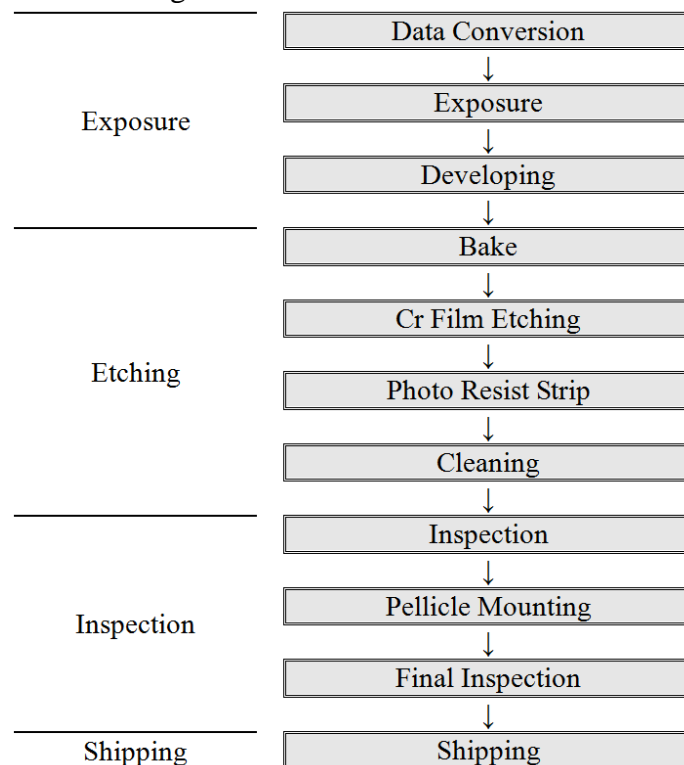 Data Conversion
↓
Exposure
Exposure
↓
Developing
↓
Bake
↓
Cr Film Etching
Etching
↓
Photo Resist Strip
↓
Cleaning
↓
Inspection
↓
Pellicle Mounting
Inspection
↓
Final Inspection
↓
Shipping
Shipping